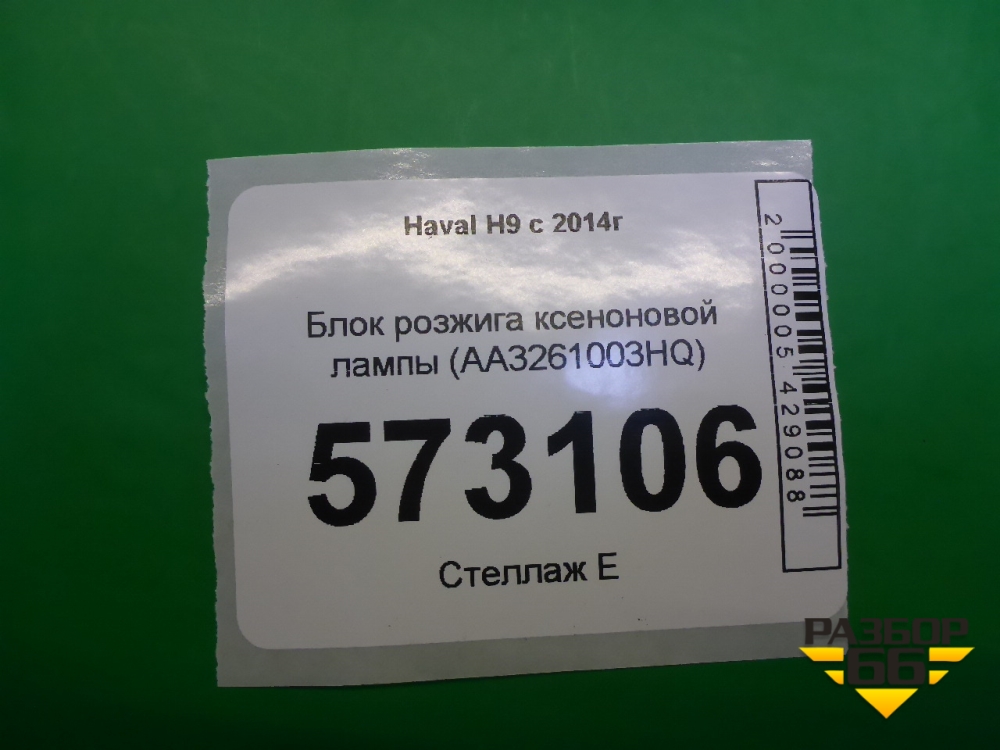 Haval H9 с 2014г
Блок розжига ксеноновой
лампы (AA3261003HQ)
573106
Стеллаж Е
2000005429088
РАЗБОР
66